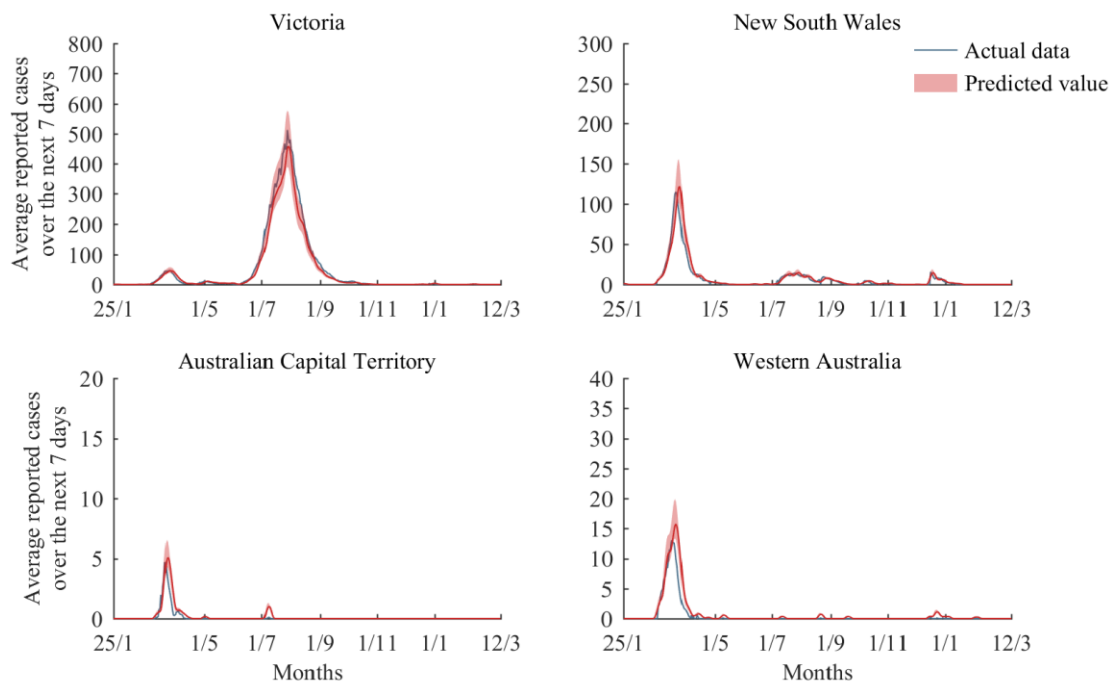 Victoria
Average reported cases
over the next 7 days
800
700
600
500
400
300
200
100
0
25/1 1/5 1/7 1/9 1/11 1/1 12/3
New South Wales
Actual data
Predicted value
300
250
200
150
100
50
0
25/1 1/5 1/7 1/9 1/11 1/1 12/3
Australian Capital Territory
Average reported cases
over the next 7 days
20
15
10
5
0
25/1 1/5 1/7 1/9 1/11 1/1 12/3
Months
Western Australia
40
35
30
25
20
15
10
5
0
25/1 1/5 1/7 1/9 1/11 1/1 12/3
Months